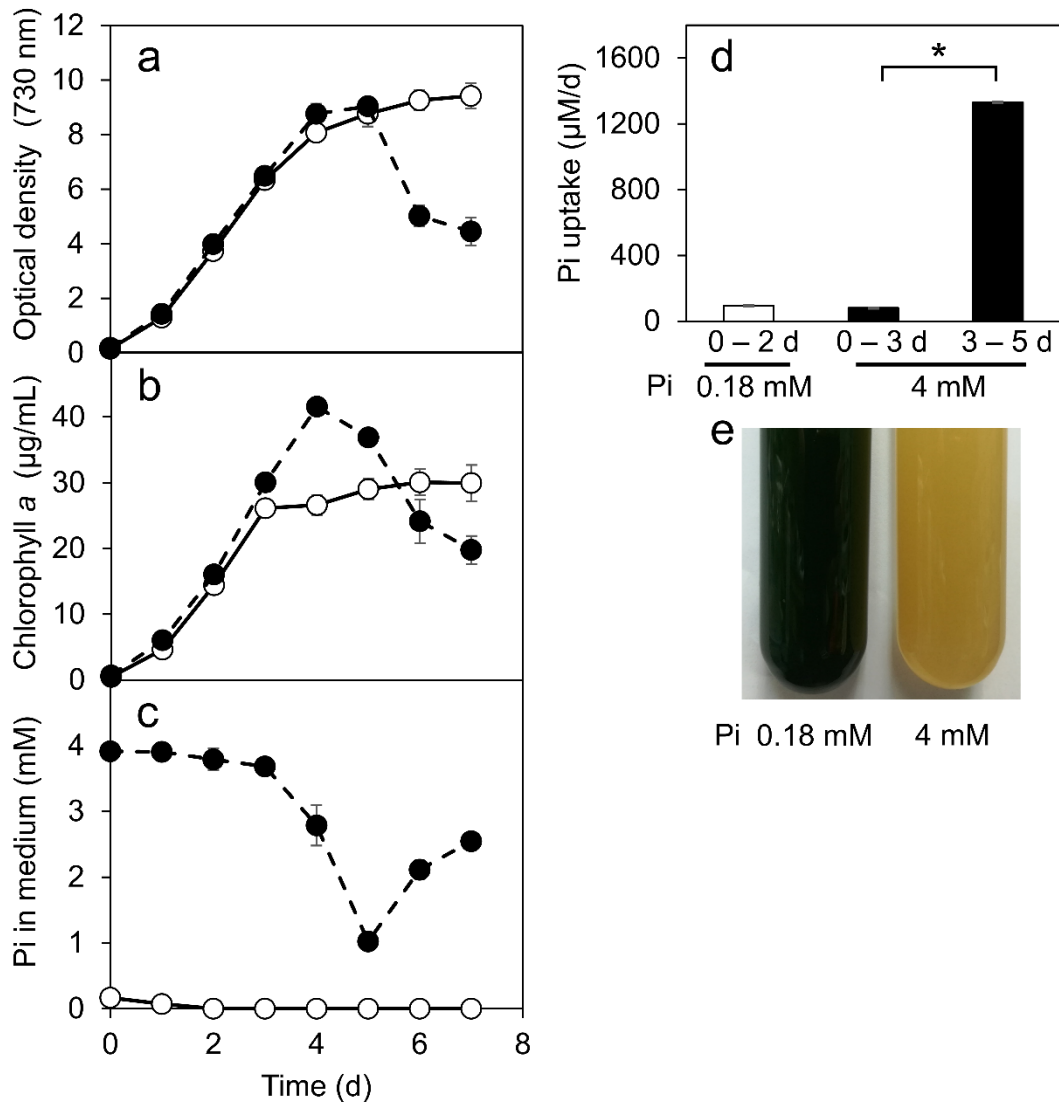 a
Optical density (730 nm)
12
10
8
6
4
2
0
b
Chlorophyll a (µg/mL)
40
30
20
10
0
c
Pi in medium (mM)
4
3
2
1
0
0 2 4 6 8
Time (d)
d
*
Pi uptake (µM/d)
1600
1200
800
400
0
0 – 2 d 0 – 3 d 3 – 5 d
Pi 0.18 mM 4 mM
e
Pi 0.18 mM 4 mM